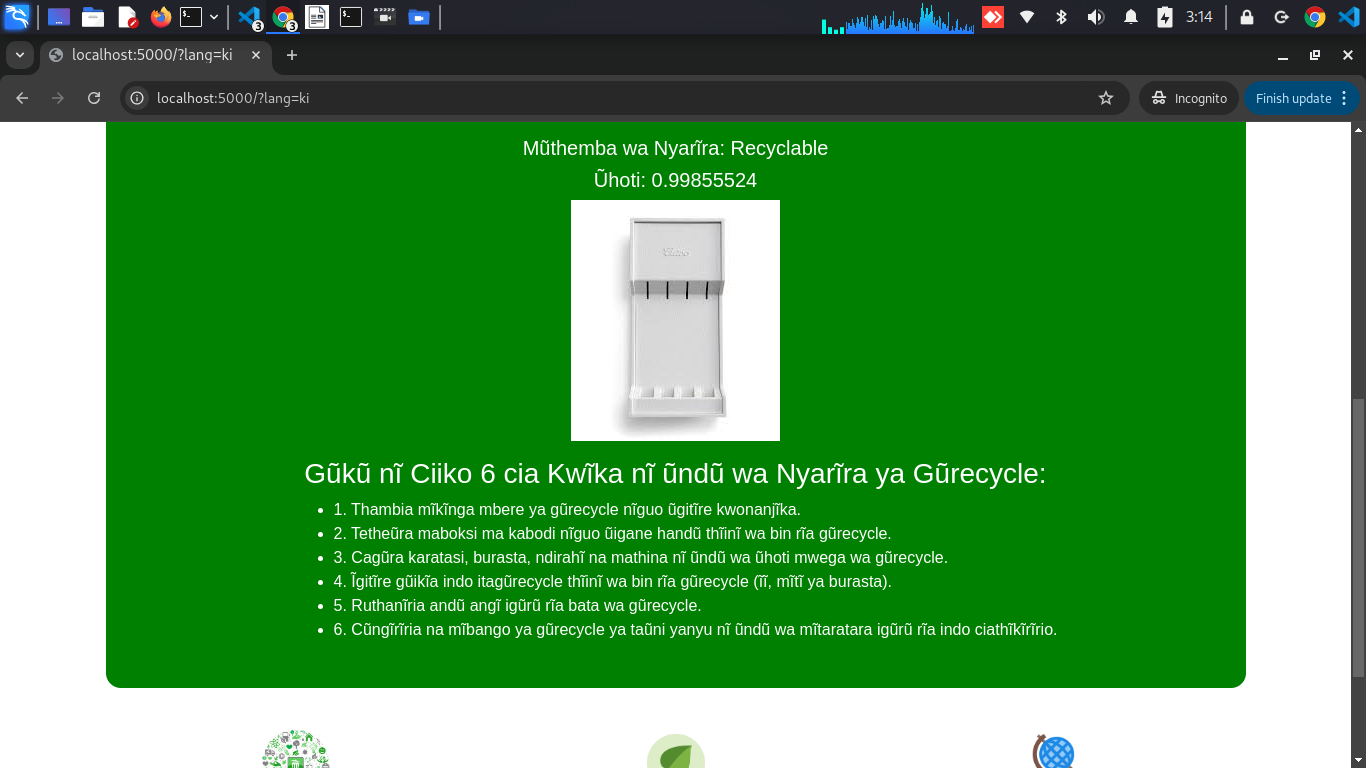 3:14
3
3
localhost:5000/?lang=ki
localhost:5000/?lang=ki
Incognito
Finish update
Mũthemba wa Nyarĩra: Recyclable
Ũhoti: 0.99855524
Gũkũ nĩ Ciiko 6 cia Kwĩka nĩ ũndũ wa Nyarĩra ya Gũrecycle:
1. Thambia mĩkĩnga mbere ya gũrecycle nĩguo ũgitĩre kwonanjĩka.
2. Tetheũra maboksi ma kabodi nĩguo ũigane handũ thĩinĩ wa bin rĩa gũrecycle.
3. Cagũra karatasi, burasta, ndirahĩ na mathina nĩ ũndũ wa ũhoti mwega wa gũrecycle.
4. Ĩgitĩre gũikĩa indo itagũrecycle thĩinĩ wa bin rĩa gũrecycle (ĩĩ, mĩtĩ ya burasta).
5. Ruthanĩria andũ angĩ igũrũ rĩa bata wa gũrecycle.
6. Cũngĩrĩria na mĩbango ya gũrecycle ya taũni yanyu nĩ ũndũ wa mĩtaratara igũrũ rĩa indo ciathĩkĩrĩrio.